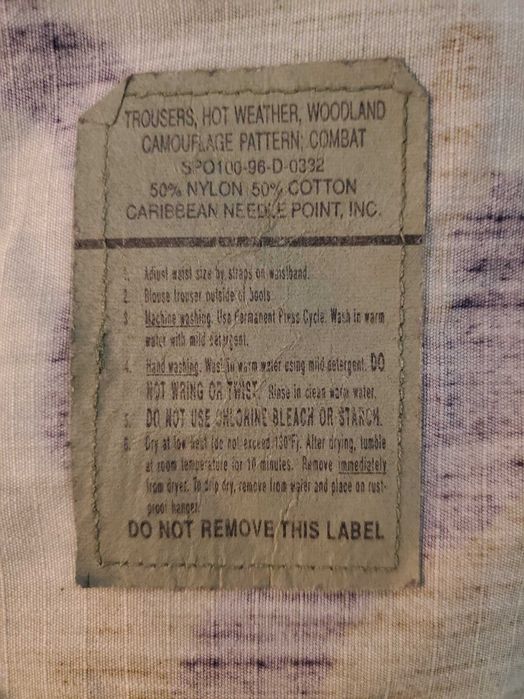 TROUSERS, HOT WEATHER, WOODLAND
CAMOUFLAGE PATTERN: COMBAT
SPO100-96-D-0332
50% NYLON 50% COTTON
CARIBBEAN NEEDLE POINT, INC.
1. Adjust waist size by straps on waistband.
2. Blouse trouser outside of boots
3. Machine washing. Use Permanent Press Cycle. Wash in warm
water with mild detergent.
4. Hand washing. Wash in warm water using mild detergent. DO
NOT WRING OR TWIST. Rinse in clean warm water.
5. DO NOT USE CHLORINE BLEACH OR STARCH.
6. Dry at low heat (do not exceed 130°F). After drying, tumble
at room temperature for 10 minutes. Remove immediately
from dryer. To drip dry, remove from water and place on rust-
proof hanger.
DO NOT REMOVE THIS LABEL